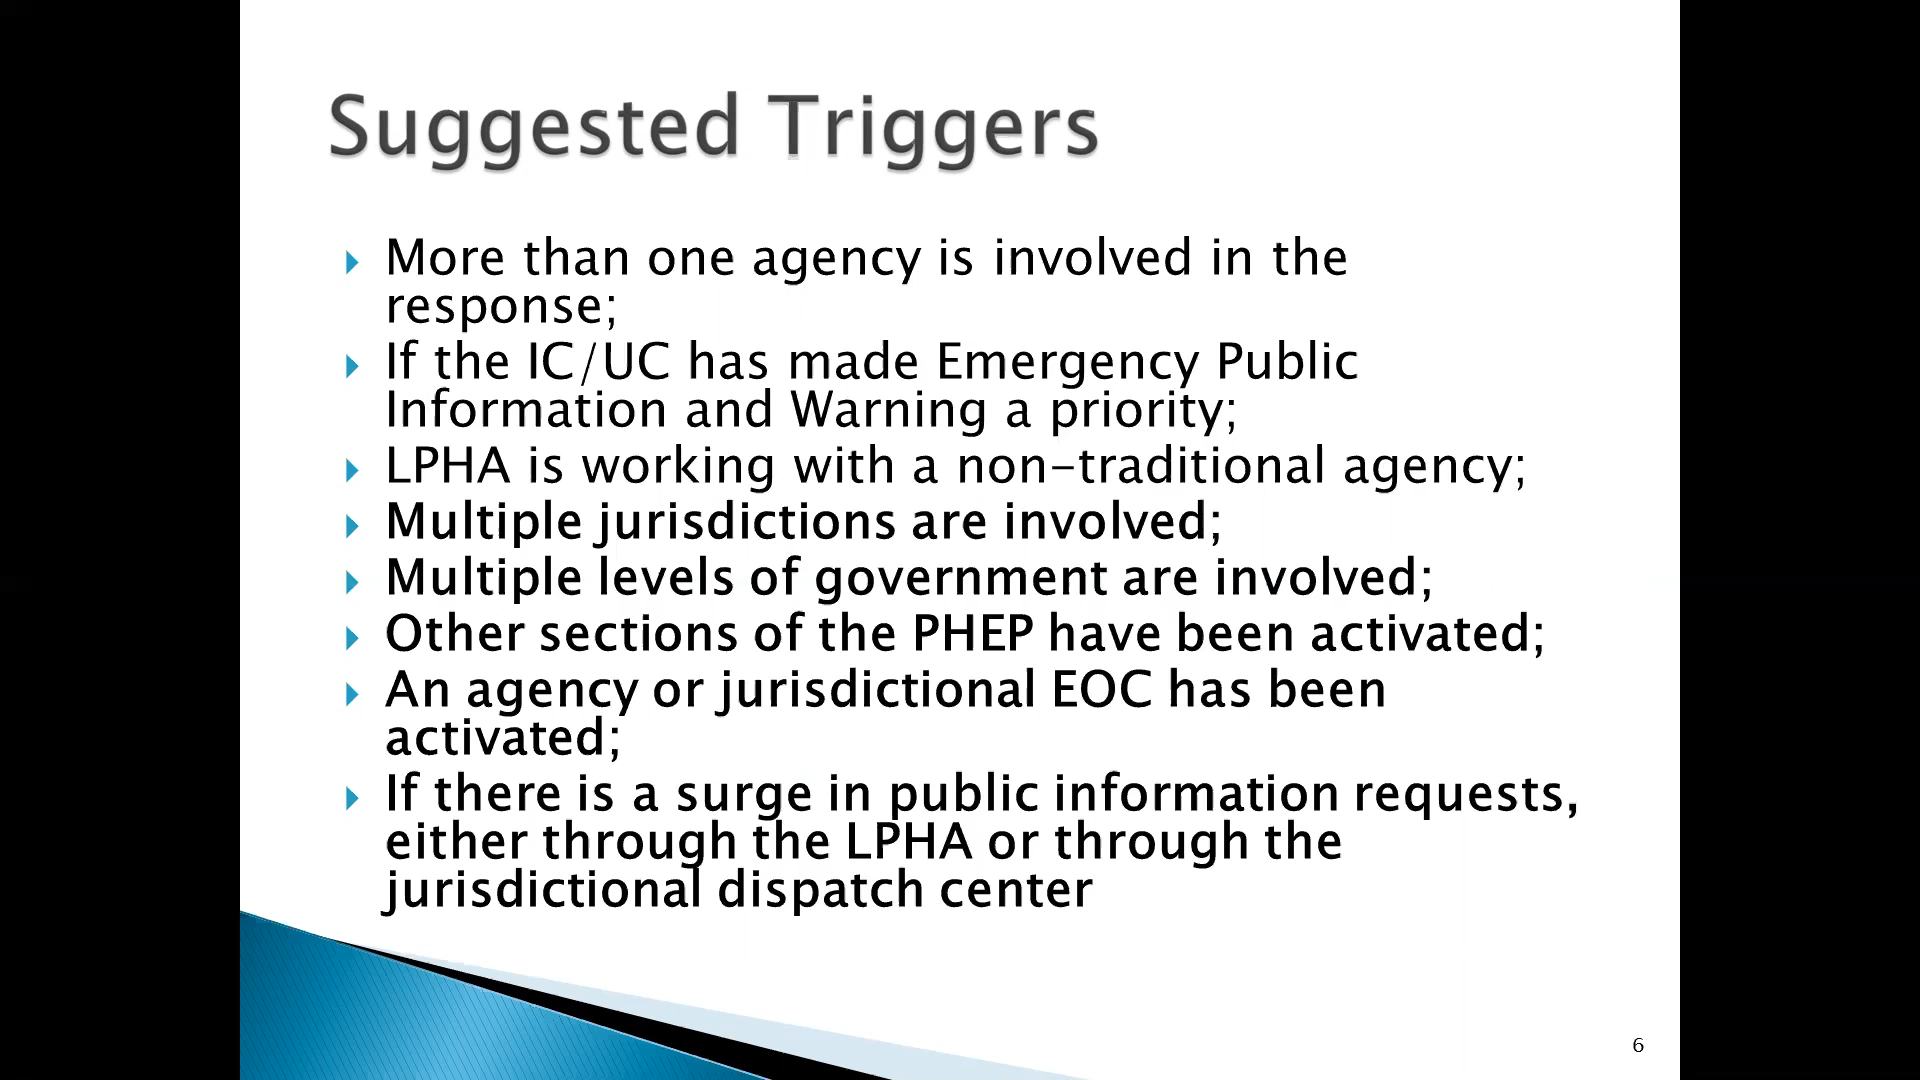 Suggested Triggers
More than one agency is involved in the
response;
If the IC/UC has made Emergency Public
Information and Warning a priority;
LPHA is working with a non-traditional agency;
Multiple jurisdictions are involved;
Multiple levels of government are involved;
Other sections of the PHEP have been activated;
An agency or jurisdictional EOC has been
activated;
If there is a surge in public information requests,
either through the LPHA or through the
jurisdictional dispatch center
6